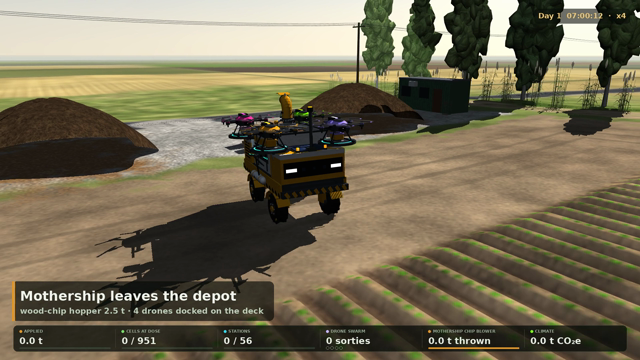 Day 1 07:00:12 · x4
Mothership leaves the depot
wood-chip hopper 2.5 t · 4 drones docked on the deck
APPLIED
0.0 t
CELLS AT DOSE
0 / 951
STATIONS
0 / 56
DRONE SWARM
0 sorties
MOTHERSHIP CHIP BLOWER
0.0 t thrown
CLIMATE
0.0 t CO₂e